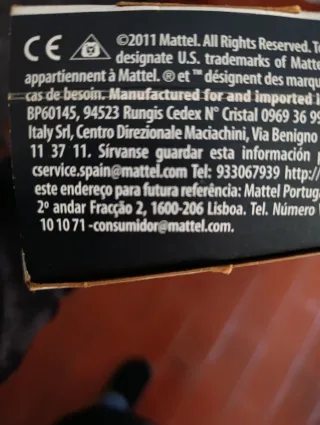 CE ©2011 Mattel. All Rights Reserved.
designate U.S. trademarks of
appartiennent à Mattel. ® et ™ désignent des
cas de besoin. Manufactured for and imported
BP60145, 94523 Rungis Cedex N° Cristal 0969 36 99
Italy Srl, Centro Direzionale Maciachini, Via Benigno
11 37 11. Sírvanse guardar esta información
cservice.spain@mattel.com Tel: 933067939 http:/
este endereço para futura referência: Mattel
2º andar Fracção 2, 1600-206 Lisboa. Tel. Número
10 10 71 -consumidor@mattel.com.